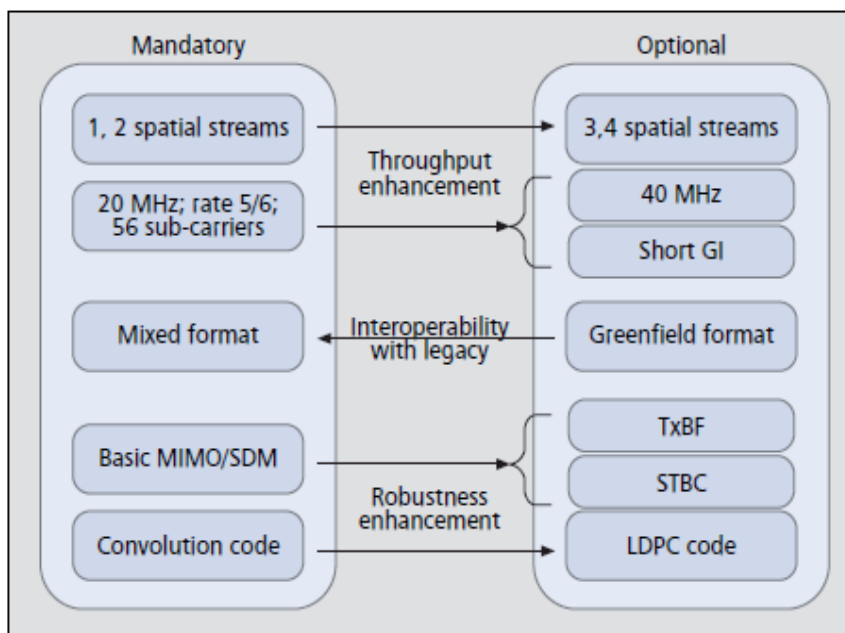 Mandatory
Optional
1, 2 spatial streams
3,4 spatial streams
Throughput
enhancement
20 MHz; rate 5/6;
56 sub-carriers
40 MHz
Short GI
Mixed format
Interoperability
with legacy
Greenfield format
Basic MIMO/SDM
TxBF
STBC
Robustness
enhancement
Convolution code
LDPC code